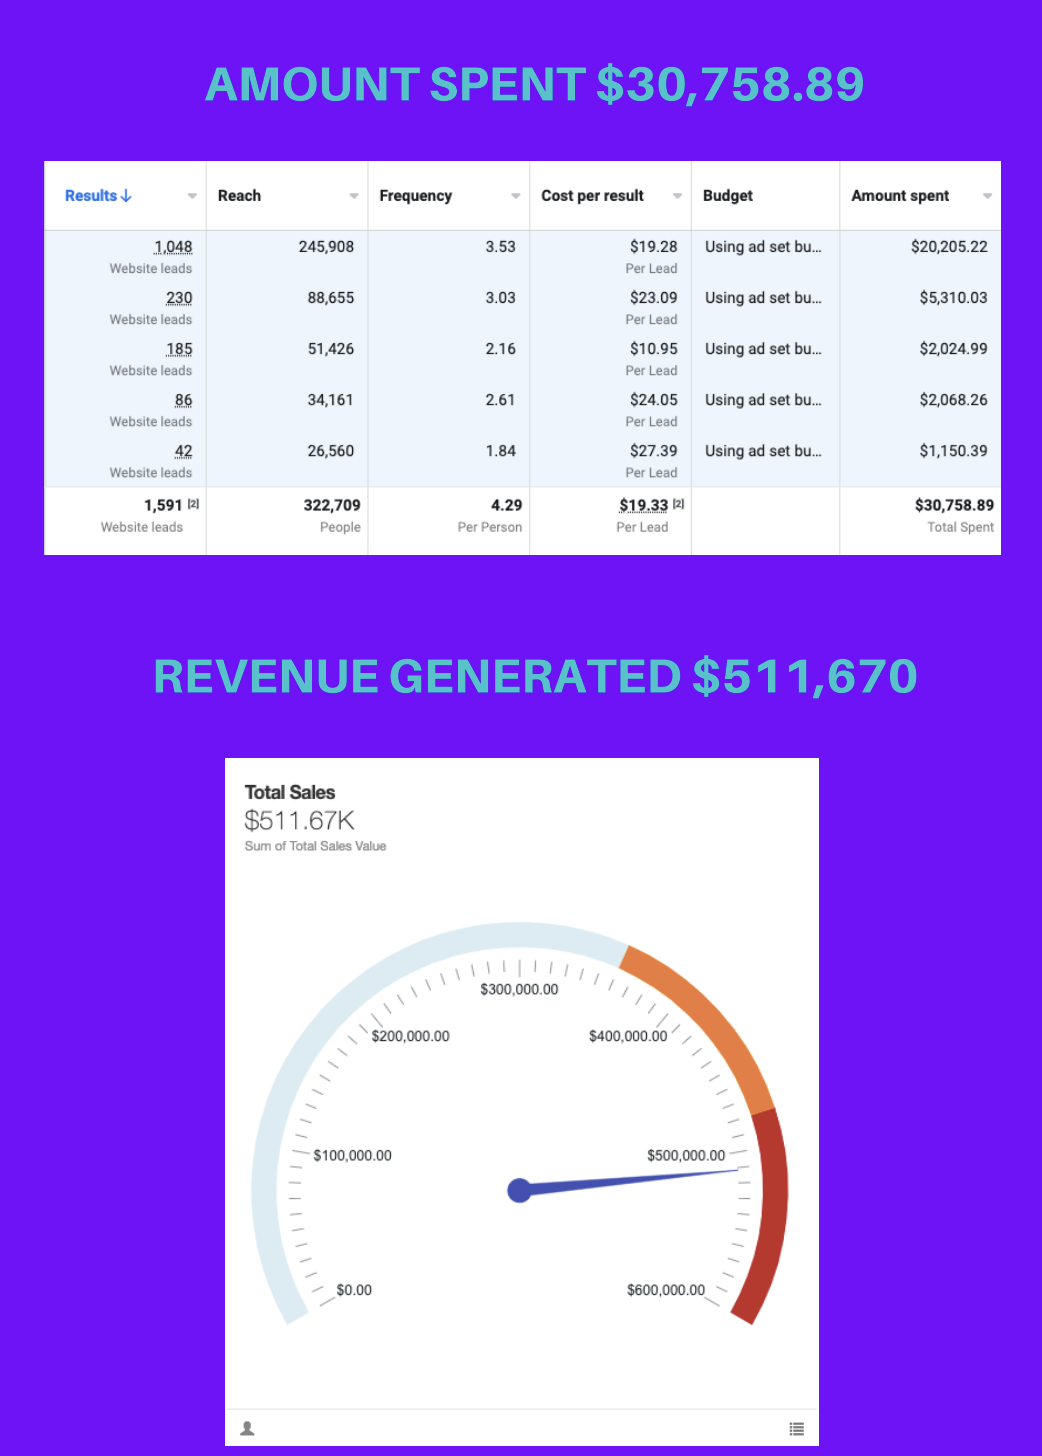 AMOUNT SPENT $30,758.89
Results↓ Reach Frequency Cost per result Budget Amount spent
1,048 245,908 3.53 $19.28 Using ad set bu... $20,205.22
Website leads Per Lead
230 88,655 3.03 $23.09 Using ad set bu... $5,310.03
Website leads Per Lead
185 51,426 2.16 $10.95 Using ad set bu... $2,024.99
Website leads Per Lead
86 34,161 2.61 $24.05 Using ad set bu... $2,068.26
Website leads Per Lead
42 26,560 1.84 $27.39 Using ad set bu... $1,150.39
Website leads Per Lead
1,591 [2] 322,709 4.29 $19.33 [2] $30,758.89
Website leads People Per Person Per Lead Total Spent
REVENUE GENERATED $511,670
Total Sales
$511.67K
Sum of Total Sales Value
$300,000.00
$200,000.00 $400,000.00
$100,000.00 $500,000.00
$0.00 $600,000.00